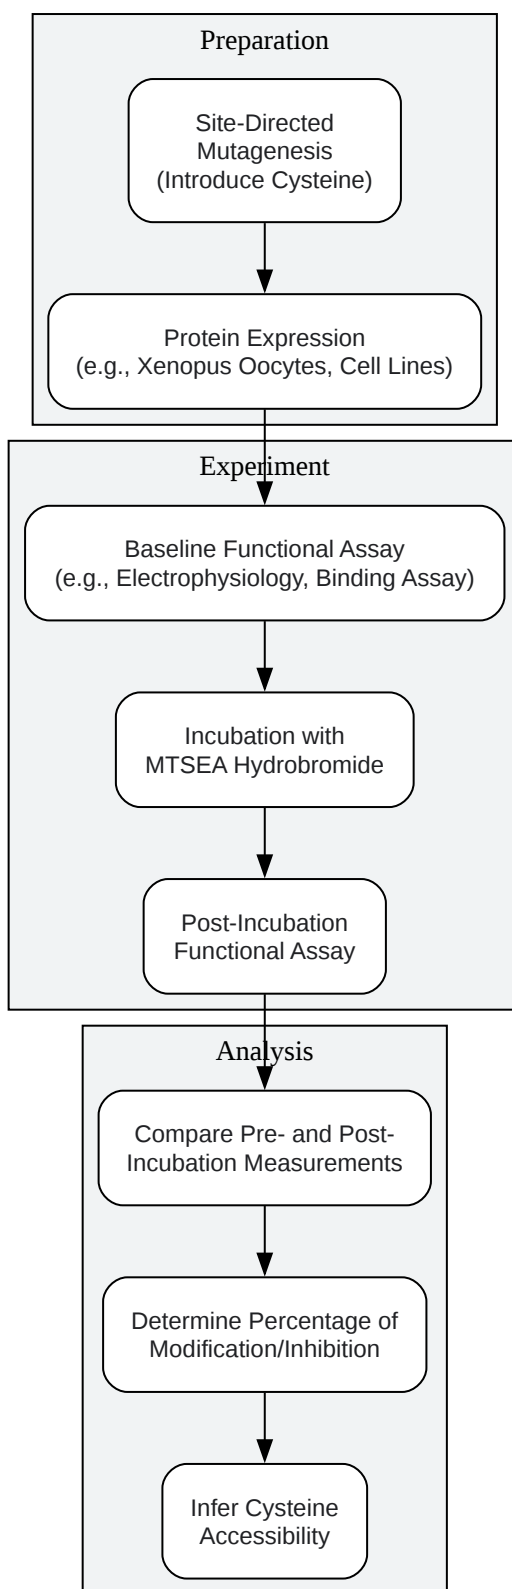 Preparation
Site-Directed
Mutagenesis
(Introduce Cysteine)
Protein Expression
(e.g., Xenopus Oocytes, Cell Lines)
Experiment
Baseline Functional Assay
(e.g., Electrophysiology, Binding Assay)
Incubation with
MTSEA Hydrobromide
Post-Incubation
Functional Assay
Analysis
Compare Pre- and Post-
Incubation Measurements
Determine Percentage of
Modification/Inhibition
Infer Cysteine
Accessibility